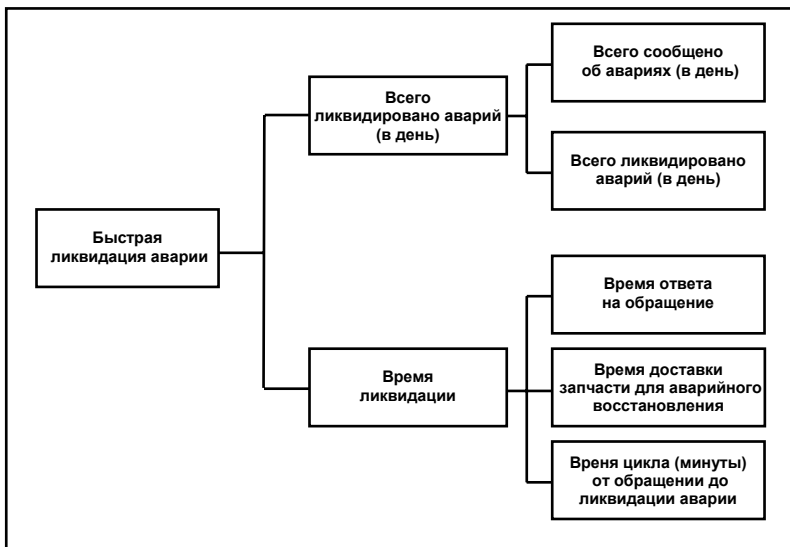 Быстрая
ликвидация аварии
Всего
ликвидировано аварий
(в день)
Время
ликвидации
Всего сообщено
об авариях (в день)
Всего ликвидировано
аварий (в день)
Время ответа
на обращение
Время доставки
запчасти для аварийного
восстановления
Вреня цикла (минуты)
от обращении до
ликвидации аварии